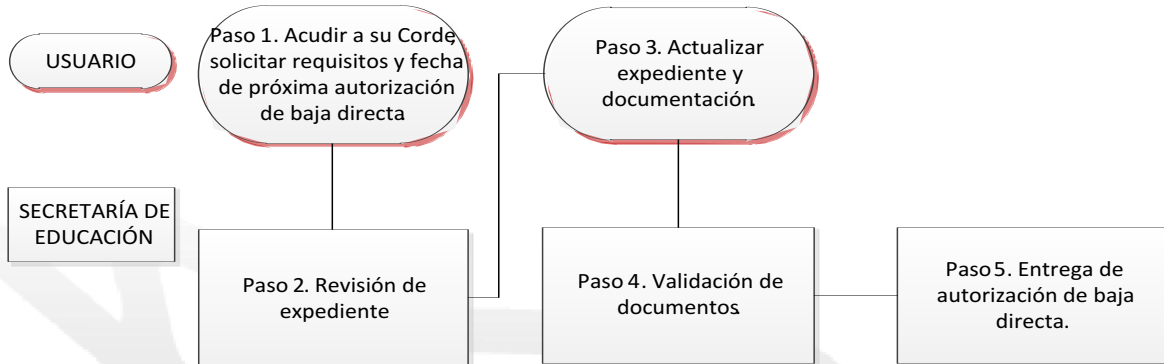 USUARIO
Paso 1. Acudir a su Corde,
solicitar requisitos y fecha
de próxima autorización
de baja directa.
Paso 3. Actualizar
expediente y
documentación.
SECRETARÍA DE
EDUCACIÓN
Paso 2. Revisión de
expediente
Paso 4. Validación de
documentos.
Paso 5. Entrega de
autorización de baja
directa.